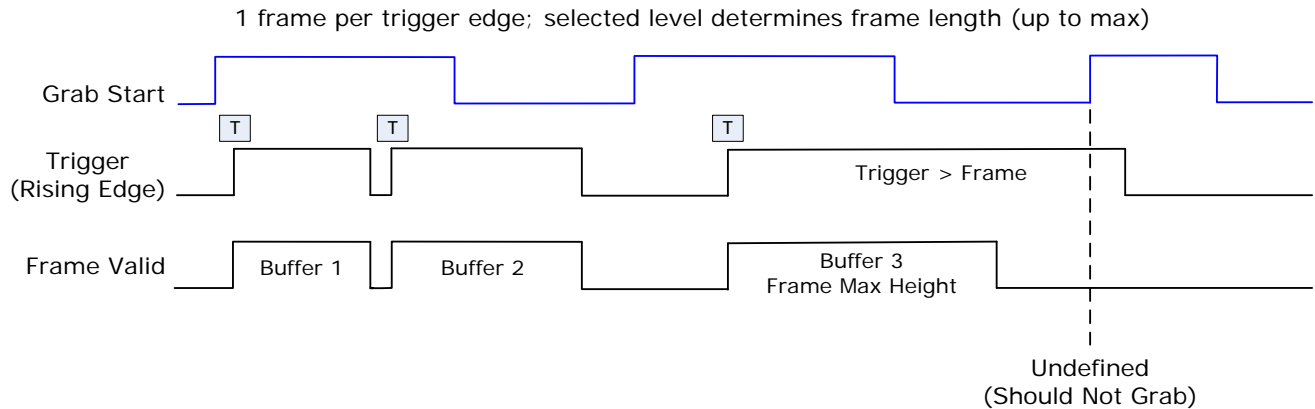 1 frame per trigger edge; selected level determines frame length (up to max)
Grab Start
T T T
Trigger
(Rising Edge)
Trigger > Frame
Frame Valid
Buffer 1
Buffer 2
Buffer 3
Frame Max Height
Undefined
(Should Not Grab)